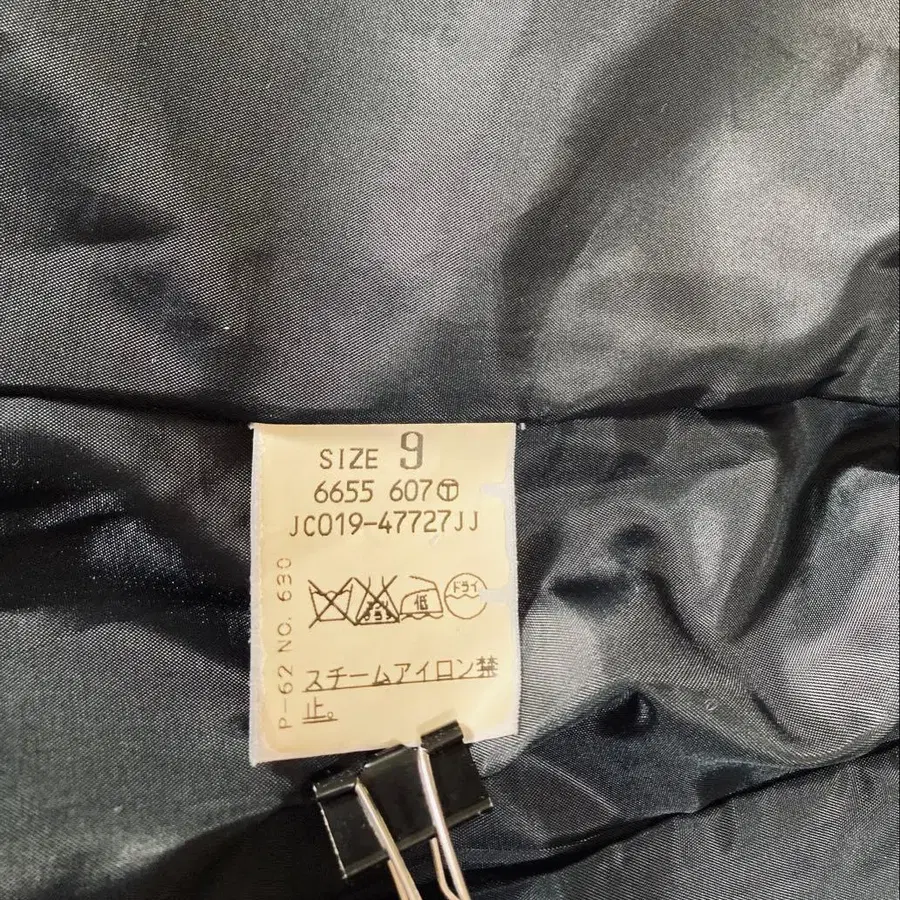 SIZE 9
6655 607Ⓣ
JC019-47727JJ
低
ドライ
スチームアイロン禁
止。
P-62 NO. 630